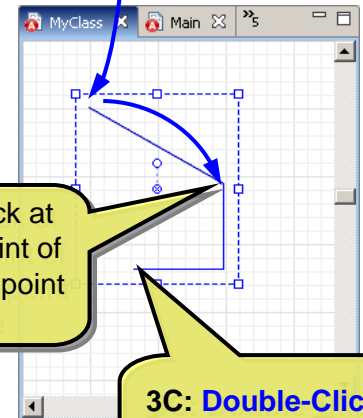 MyClass Main »5
ck at
int of
point
3C: Double-Clic